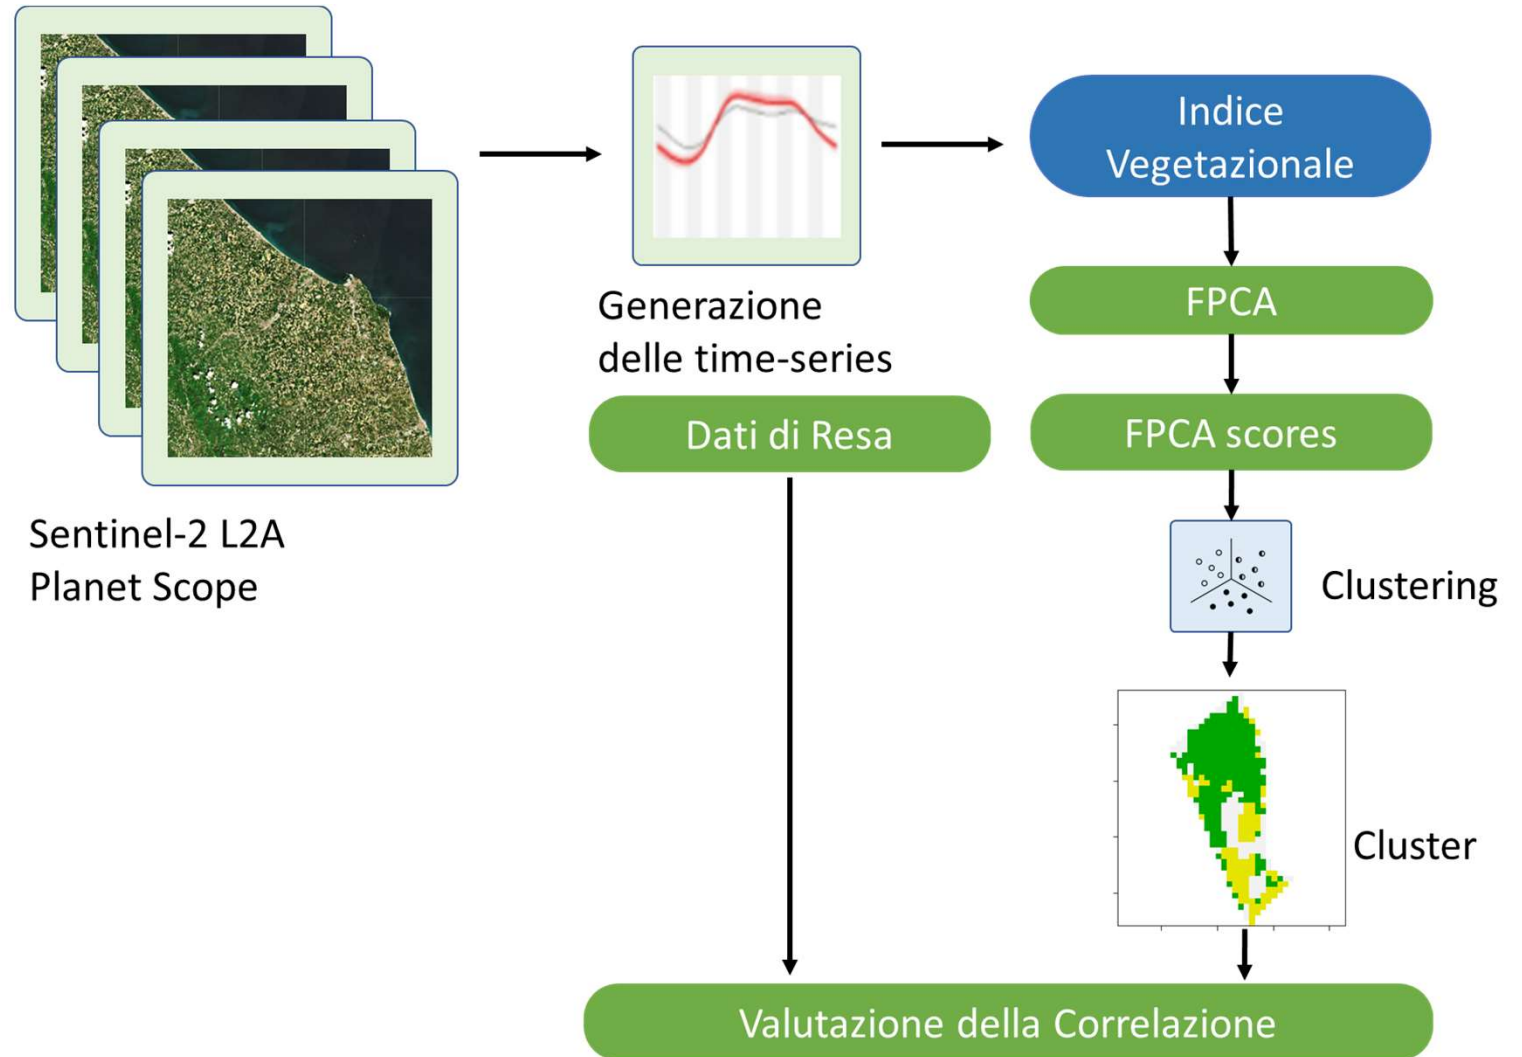 Sentinel-2 L2A
Planet Scope
Generazione
delle time-series
Dati di Resa
Indice
Vegetazionale
FPCA
FPCA scores
Clustering
Cluster
Valutazione della Correlazione